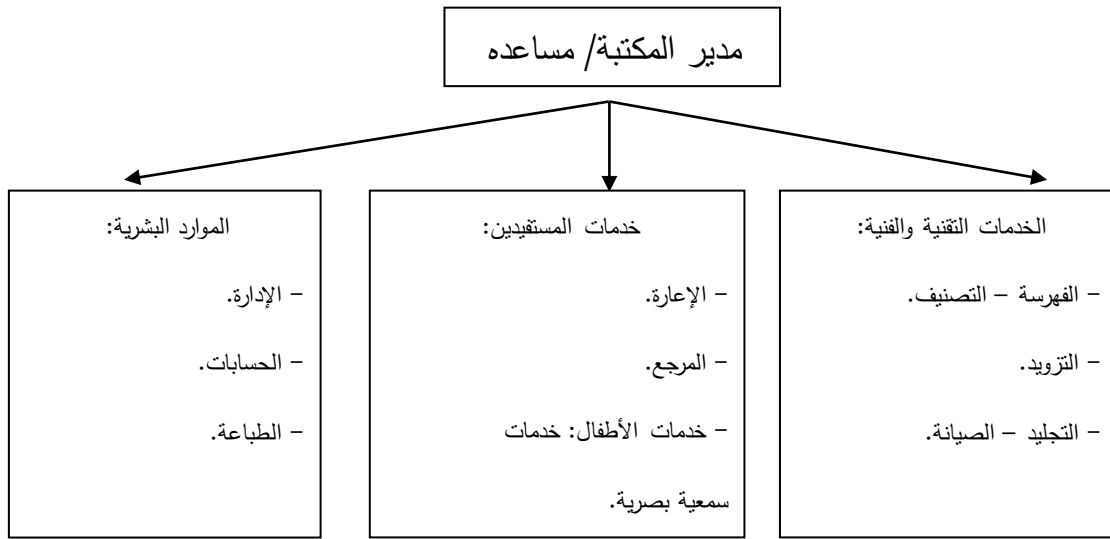 مدير المكتبة/ مساعده
الخدمات التقنية والفنية:
- الفهرسة – التصنيف.
- التزويد.
- التجليد – الصيانة.
خدمات المستفيدين:
- الإعارة.
- المرجع.
- خدمات الأطفال: خدمات
سمعية بصرية.
الموارد البشرية:
- الإدارة.
- الحسابات.
- الطباعة.